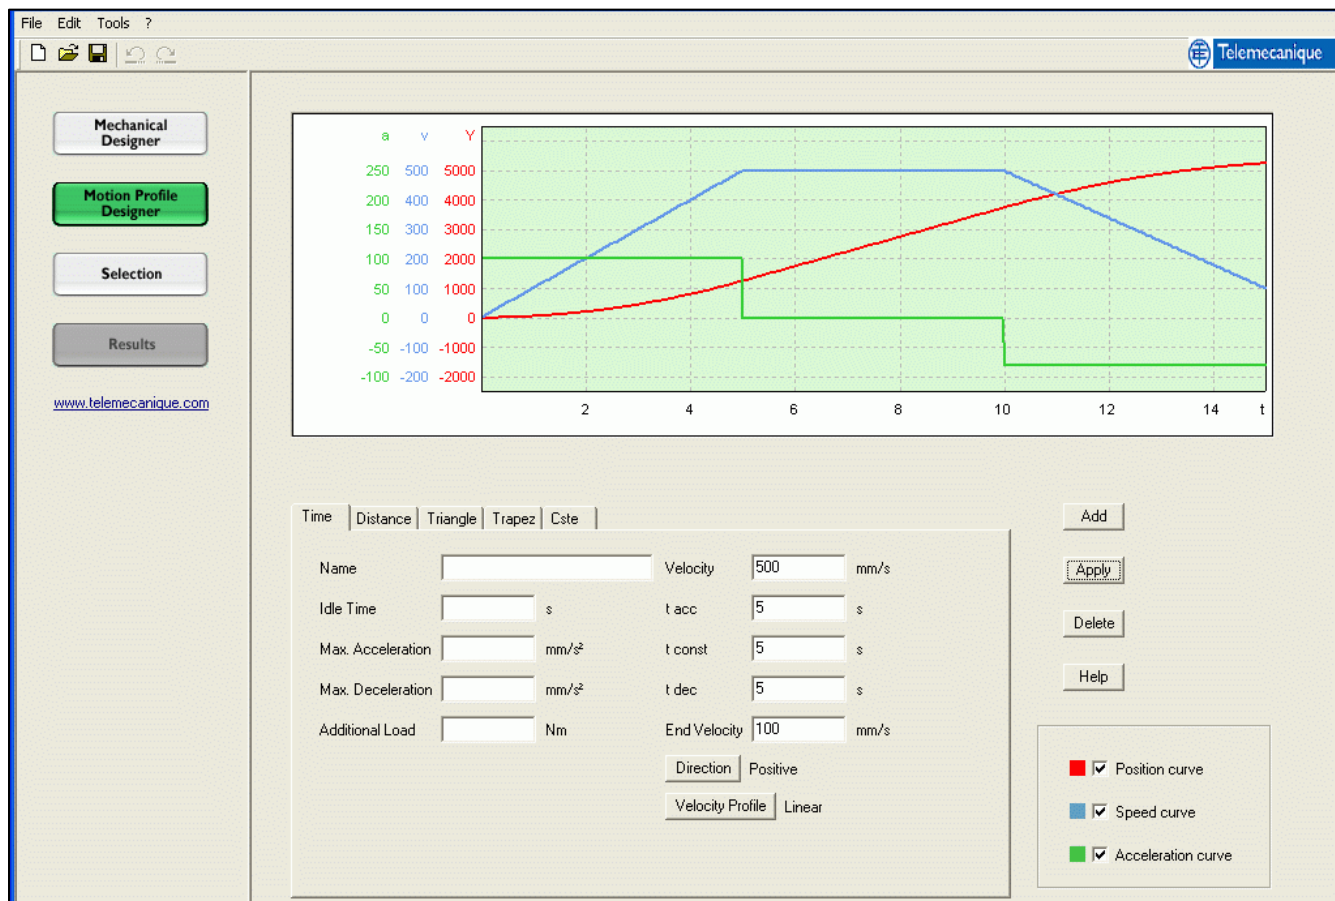 File Edit Tools ?
Telemecanique
Mechanical
Designer
Motion Profile
Designer
Selection
Results
www.telemecanique.com
a v Y
250 500 5000
200 400 4000
150 300 3000
100 200 2000
50 100 1000
0 0 0
-50 -100 -1000
-100 -200 -2000
2 4 6 8 10 12 14 t
Time Distance Triangle Trapez Cste
Name Velocity 500 mm/s
Idle Time s t acc 5 s
Max. Acceleration mm/s² t const 5 s
Max. Deceleration mm/s² t dec 5 s
Additional Load Nm End Velocity 100 mm/s
Direction Positive
Velocity Profile Linear
Add
Apply
Delete
Help
Position curve
Speed curve
Acceleration curve